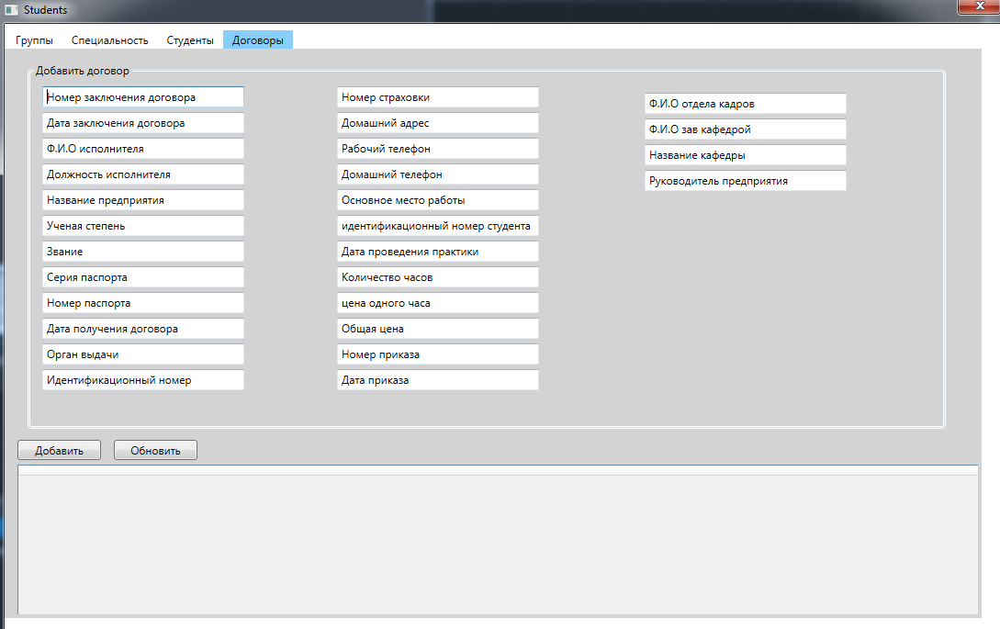 Students
Группы Специальность Студенты Договоры
Добавить договор
Номер заключения договора
Дата заключения договора
Ф.И.О исполнителя
Должность исполнителя
Название предприятия
Ученая степень
Звание
Серия паспорта
Номер паспорта
Дата получения договора
Орган выдачи
Идентификационный номер
Номер страховки
Домашний адрес
Рабочий телефон
Домашний телефон
Основное место работы
идентификационный номер студента
Дата проведения практики
Количество часов
цена одного часа
Общая цена
Номер приказа
Дата приказа
Ф.И.О отдела кадров
Ф.И.О зав кафедрой
Название кафедры
Руководитель предприятия
Добавить Обновить